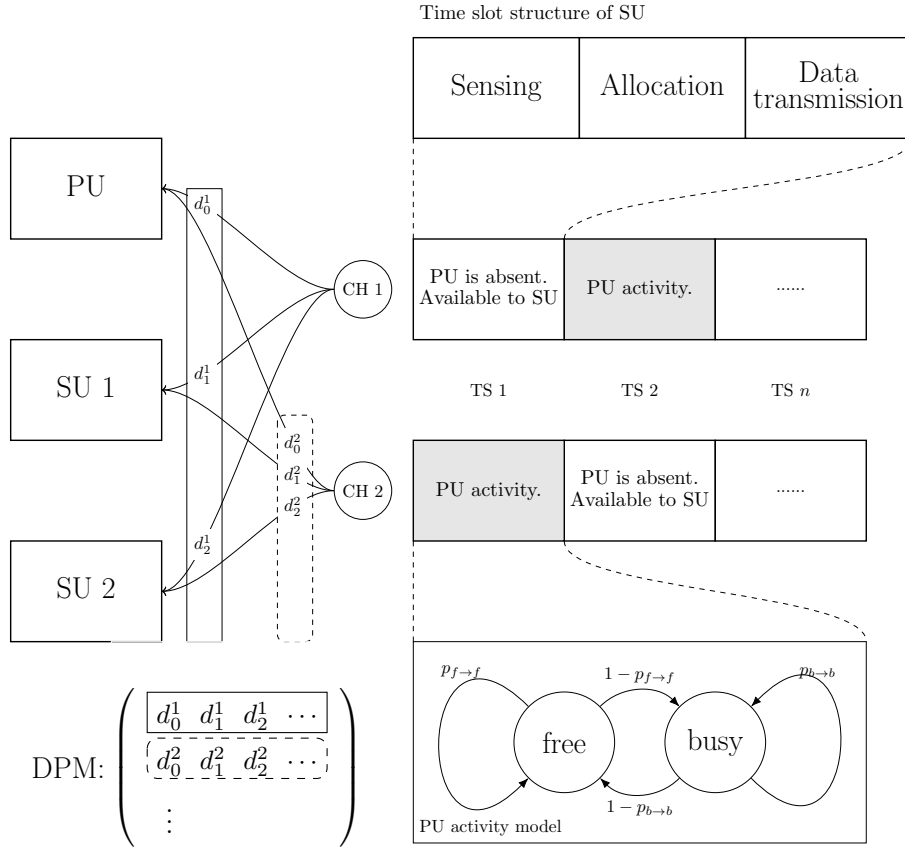 Time slot structure of SU
Sensing
Allocation
Data
transmission
PU
SU 1
SU 2
d_0^1
d_1^1
d_2^1
CH 1
d_0^2
d_1^2
d_2^2
CH 2
PU is absent.
Available to SU
PU activity.
......
TS 1
TS 2
TS n
PU activity.
PU is absent.
Available to SU
......
DPM:
d_0^1 d_1^1 d_2^1 ⋯
d_0^2 d_1^2 d_2^2 ⋯
⋮
p_{f→f}
1 − p_{f→f}
p_{b→b}
free
busy
1 − p_{b→b}
PU activity model